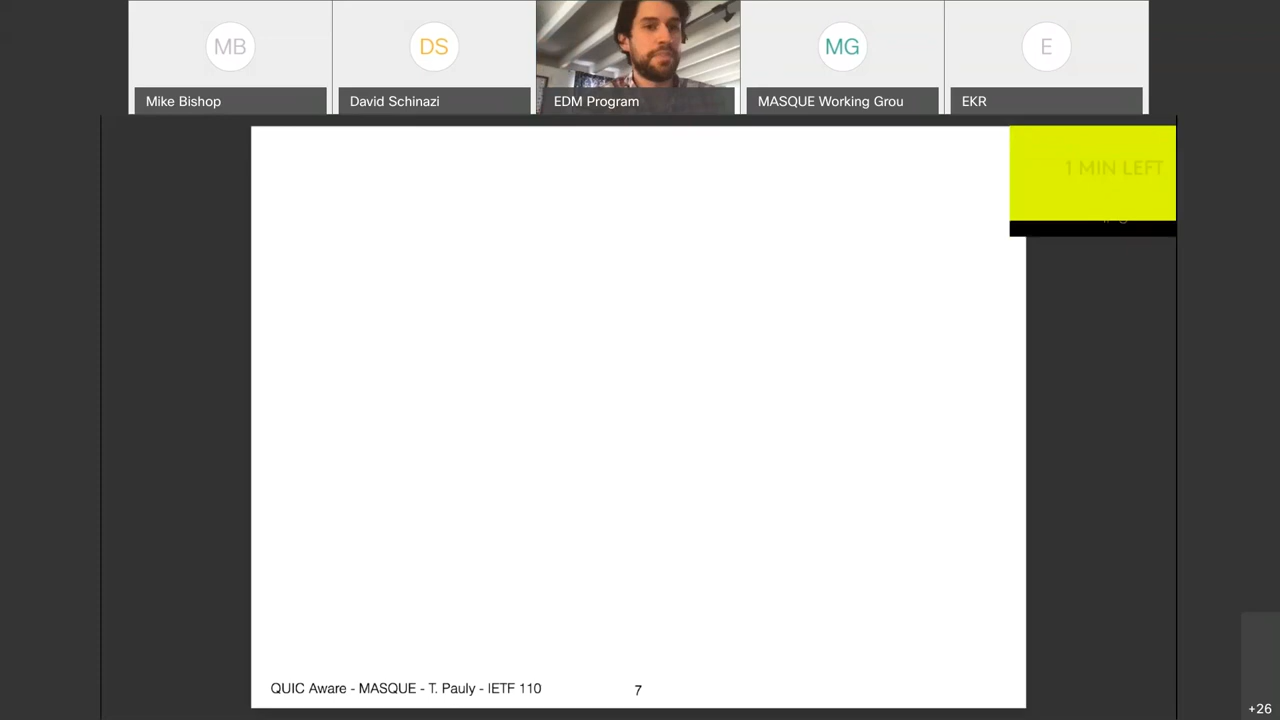 MB
DS
MG
E
Mike Bishop
David Schinazi
EDM Program
MASQUE Working Grou
EKR
1 MIN LEFT
QUIC Aware - MASQUE - T. Pauly - IETF 110
7
+26